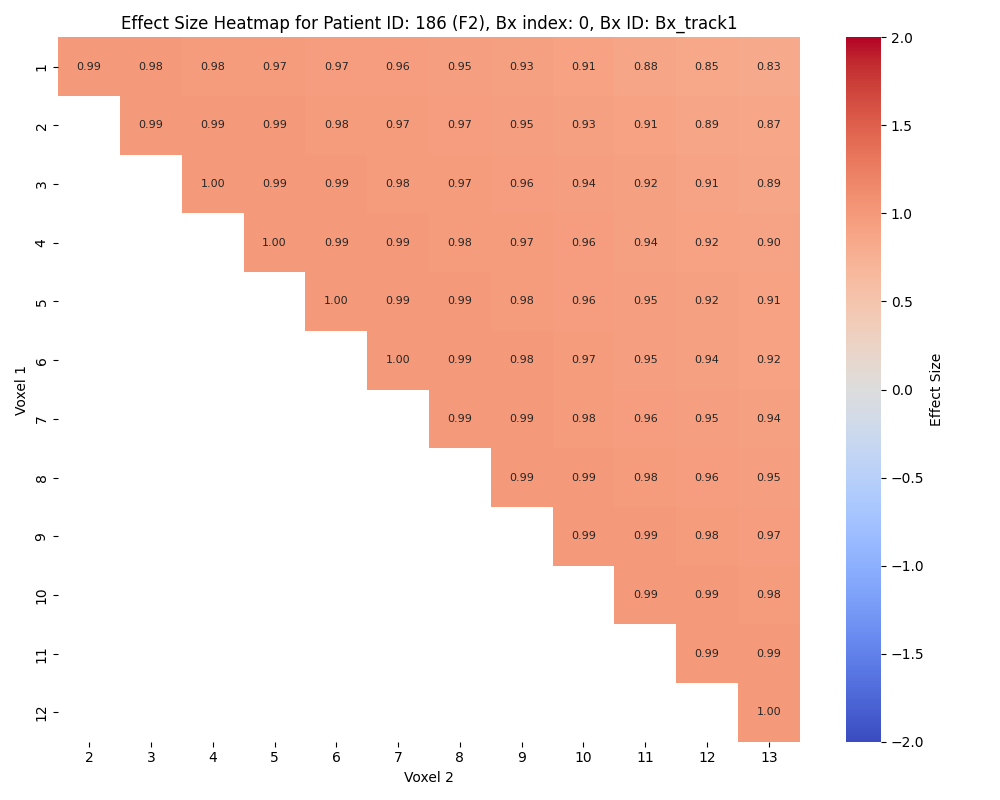 Effect Size Heatmap for Patient ID: 186 (F2), Bx index: 0, Bx ID: Bx_track1
Voxel 1
1 0.99 0.98 0.98 0.97 0.97 0.96 0.95 0.93 0.91 0.88 0.85 0.83
2 0.99 0.99 0.99 0.98 0.97 0.97 0.95 0.93 0.91 0.89 0.87
3 1.00 0.99 0.99 0.98 0.97 0.96 0.94 0.92 0.91 0.89
4 1.00 0.99 0.99 0.98 0.97 0.96 0.94 0.92 0.90
5 1.00 0.99 0.99 0.98 0.96 0.95 0.92 0.91
6 1.00 0.99 0.98 0.97 0.95 0.94 0.92
7 0.99 0.99 0.98 0.96 0.95 0.94
8 0.99 0.99 0.98 0.96 0.95
9 0.99 0.99 0.98 0.97
10 0.99 0.99 0.98
11 0.99 0.99
12 1.00
2 3 4 5 6 7 8 9 10 11 12 13
Voxel 2
2.0
1.5
1.0
0.5
0.0
−0.5
−1.0
−1.5
−2.0
Effect Size